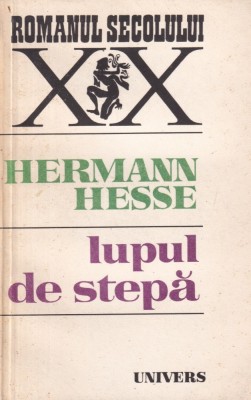 ROMANUL SECOLULUI
XX
HERMANN
HESSE
lupul
de stepă
UNIVERS